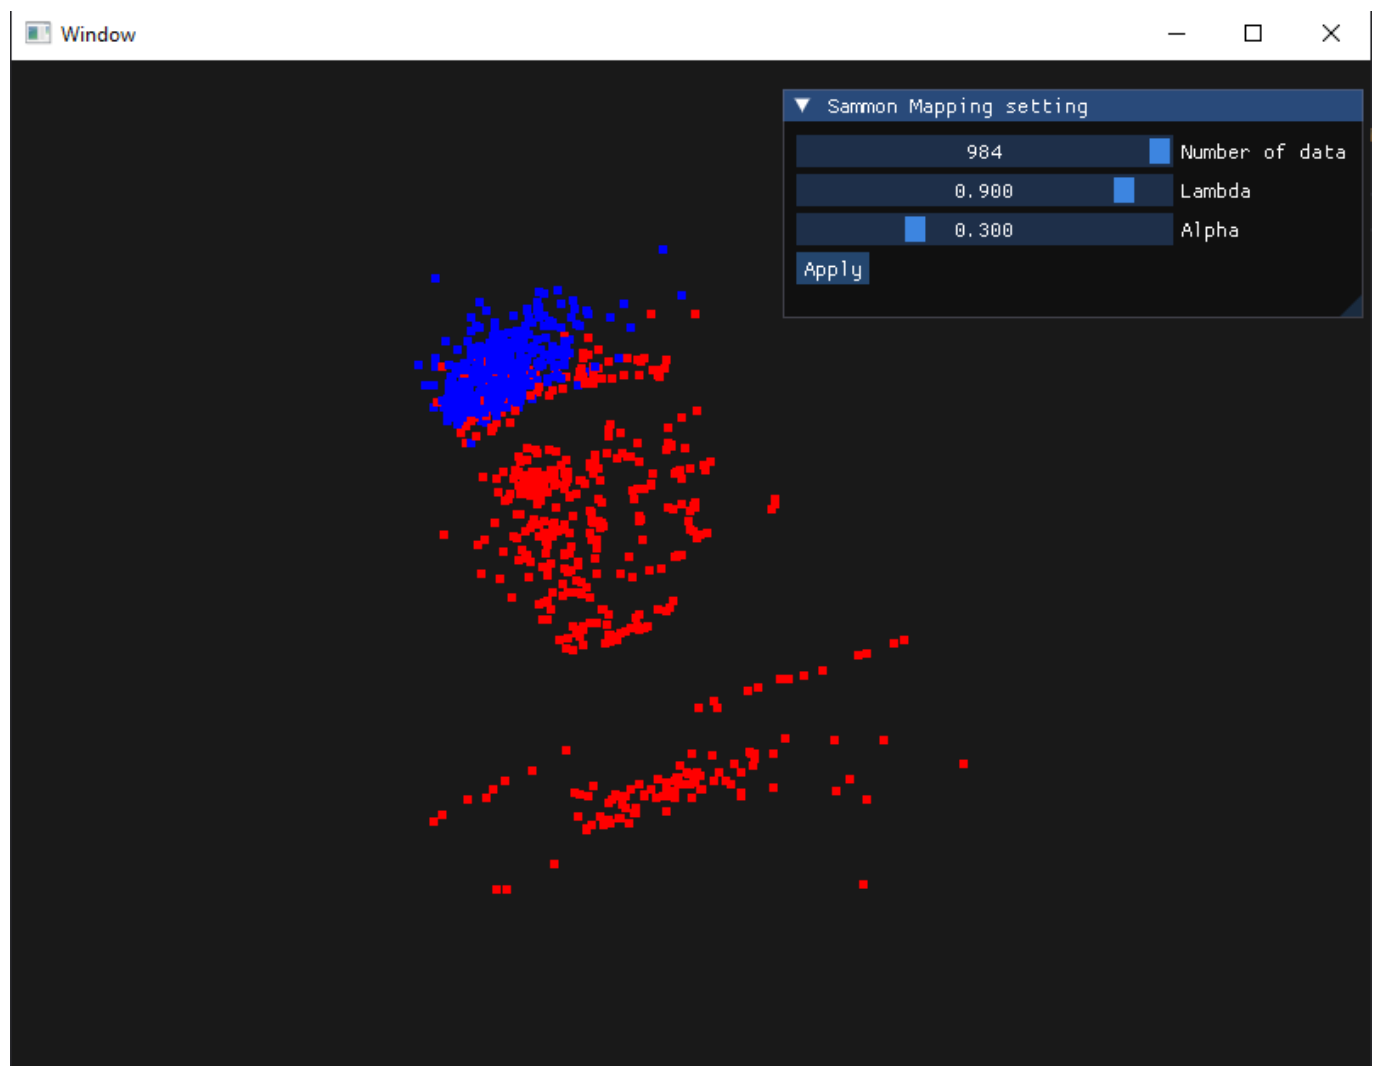 Window
Sammon Mapping setting
984 Number of data
0.900 Lambda
0.300 Alpha
Apply